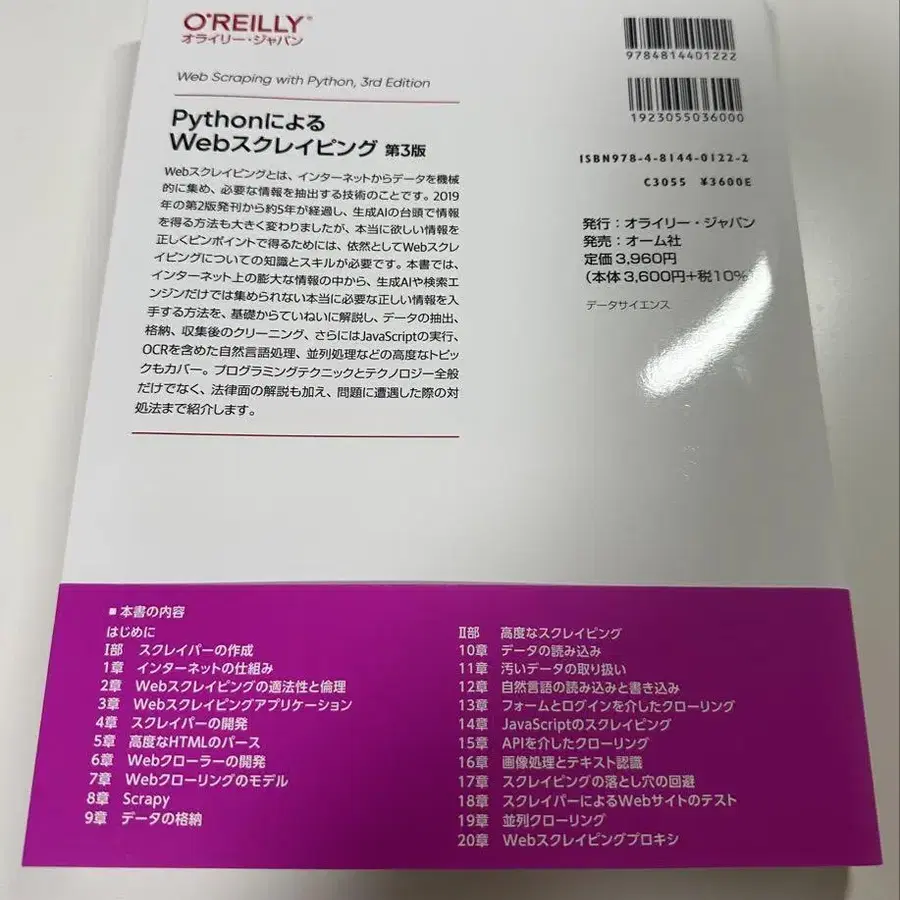 O'REILLY®
オライリー・ジャパン
Web Scraping with Python, 3rd Edition
Pythonによる
Webスクレイピング 第3版
Webスクレイピングとは、インターネットからデータを機械
的に集め、必要な情報を抽出する技術のことです。2019
年の第2版発刊から約5年が経過し、生成AIの台頭で情報
を得る方法も大きく変わりましたが、本当に欲しい情報を
正しくピンポイントで得るためには、依然としてWebスクレ
イピングについての知識とスキルが必要です。本書では、
インターネット上の膨大な情報の中から、生成AIや検索エ
ンジンだけでは集められない本当に必要な正しい情報を入
手する方法を、基礎からていねいに解説し、データの抽出、
格納、収集後のクリーニング、さらにはJavaScriptの実行、
OCRを含めた自然言語処理、並列処理などの高度なトピッ
クもカバー。プログラミングテクニックとテクノロジー全般
だけでなく、法律面の解説も加え、問題に遭遇した際の対
処法まで紹介します。
9784814401222
1923055036000
ISBN978-4-8144-0122-2
C3055 ¥3600E
発行：オライリー・ジャパン
発売：オーム社
定価3,960円
（本体3,600円+税10%
データサイエンス
■ 本書の内容
はじめに
I部 スクレイパーの作成
1章 インターネットの仕組み
2章 Webスクレイピングの適法性と倫理
3章 Webスクレイピングアプリケーション
4章 スクレイパーの開発
5章 高度なHTMLのパース
6章 Webクローラーの開発
7章 Webクローリングのモデル
8章 Scrapy
9章 データの格納
II部 高度なスクレイピング
10章 データの読み込み
11章 汚いデータの取り扱い
12章 自然言語の読み込みと書き込み
13章 フォームとログインを介したクローリング
14章 JavaScriptのスクレイピング
15章 APIを介したクローリング
16章 画像処理とテキスト認識
17章 スクレイピングの落とし穴の回避
18章 スクレイパーによるWebサイトのテスト
19章 並列クローリング
20章 Webスクレイピングプロキシ